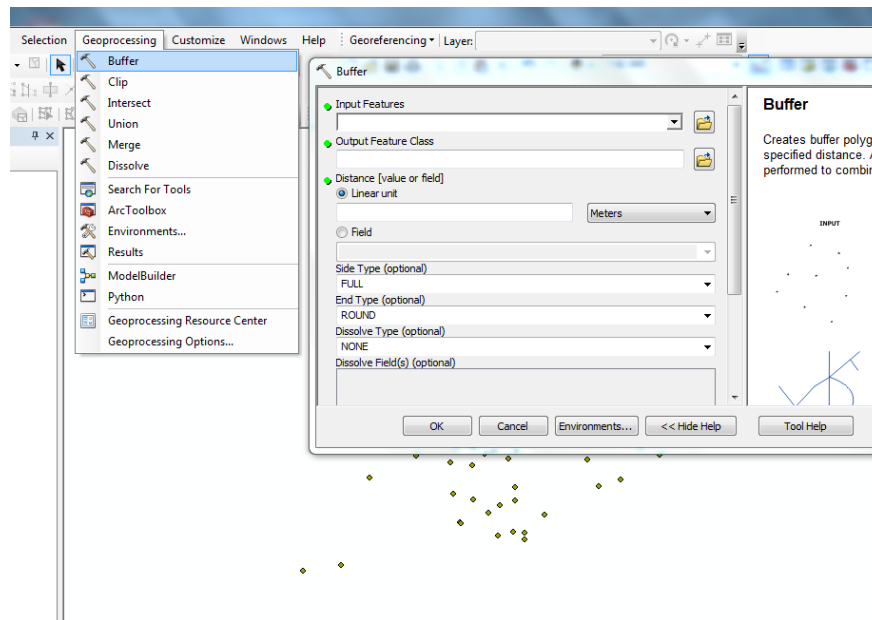 Selection Geoprocessing Customize Windows Help Georeferencing Layer:
Buffer
Clip
Intersect
Union
Merge
Dissolve
Search For Tools
ArcToolbox
Environments...
Results
ModelBuilder
Python
Geoprocessing Resource Center
Geoprocessing Options...
Buffer
Input Features
Output Feature Class
Distance [value or field]
Linear unit
Meters
Field
Side Type (optional)
FULL
End Type (optional)
ROUND
Dissolve Type (optional)
NONE
Dissolve Field(s) (optional)
OK Cancel Environments... << Hide Help Tool Help
Buffer
Creates buffer polyg
specified distance. A
performed to combin
INPUT